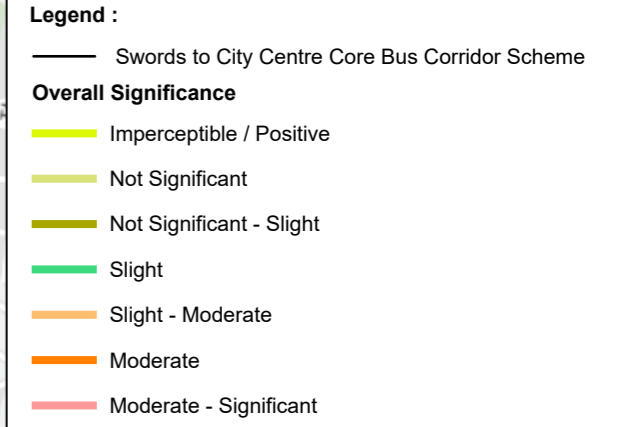 Legend :
Swords to City Centre Core Bus Corridor Scheme
Overall Significance
Imperceptible / Positive
Not Significant
Not Significant - Slight
Slight
Slight - Moderate
Moderate
Moderate - Significant